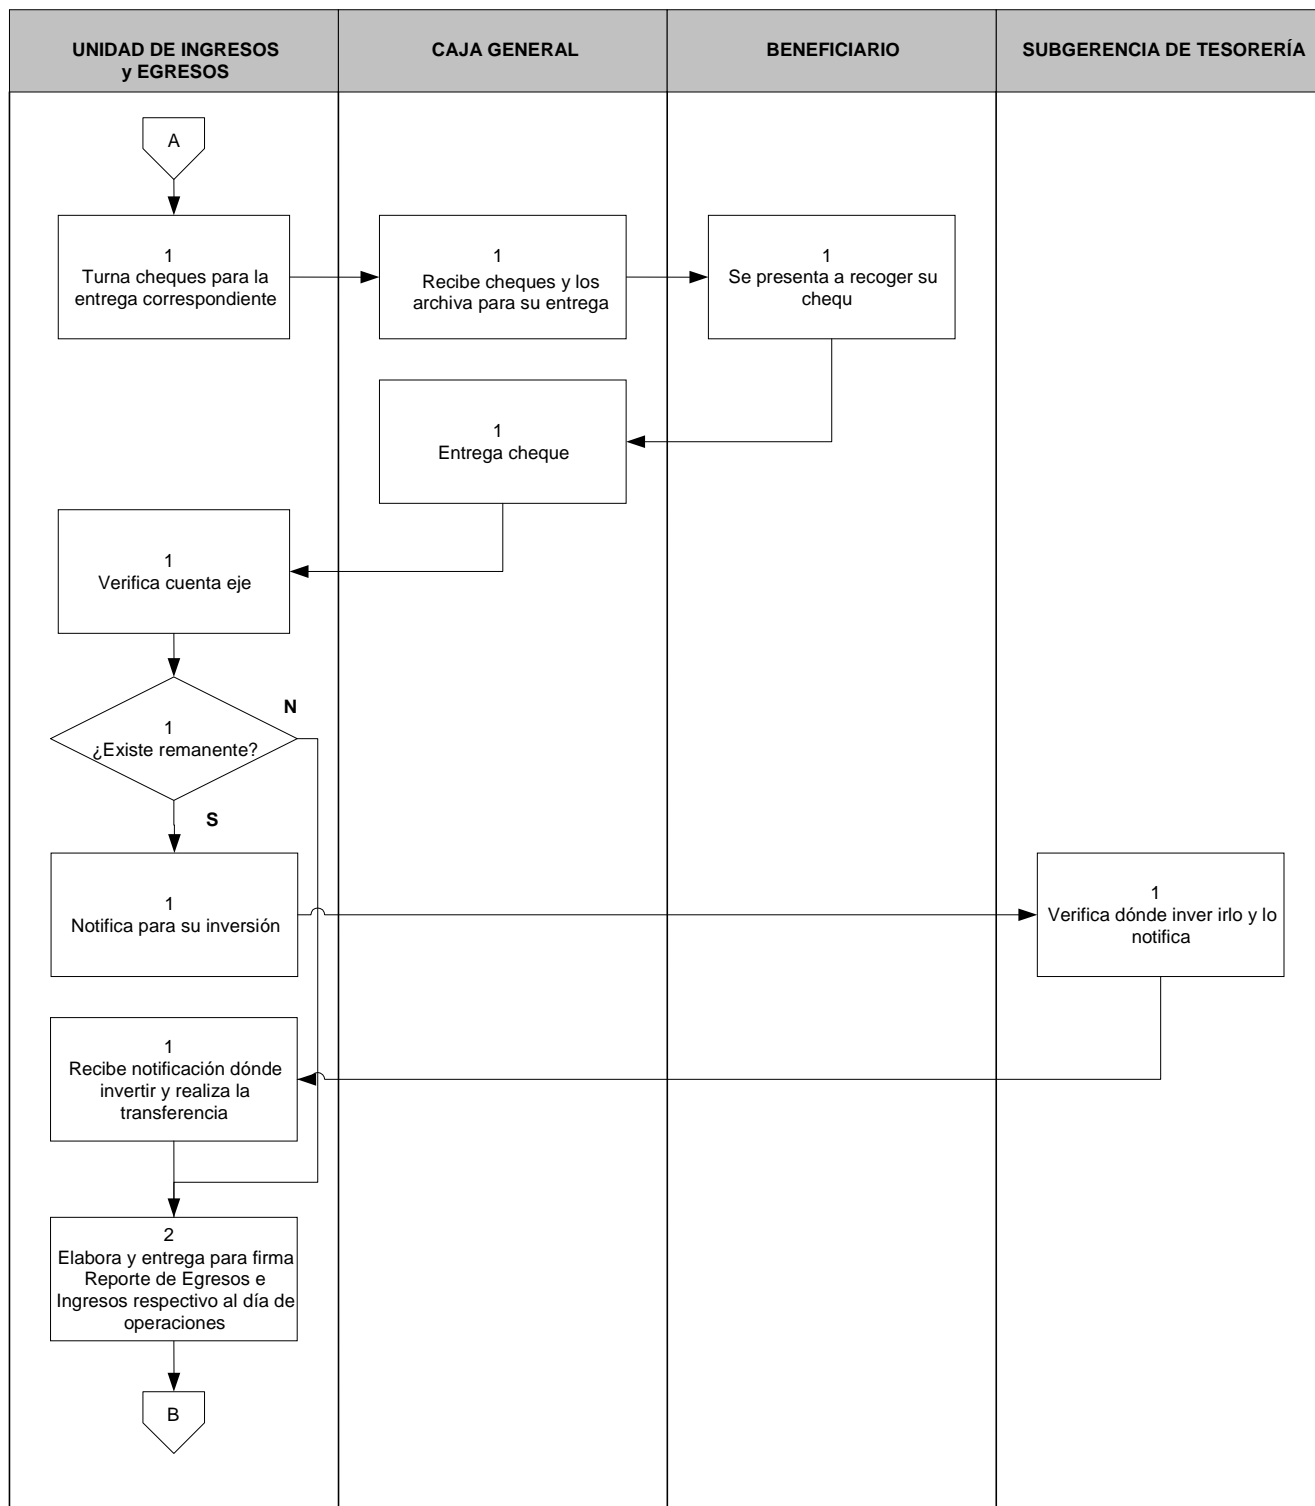 UNIDAD DE INGRESOS
y EGRESOS
CAJA GENERAL
BENEFICIARIO
SUBGERENCIA DE TESORERÍA
A
1
Turna cheques para la
entrega correspondiente
1
Recibe cheques y los
archiva para su entrega
1
Se presenta a recoger su
chequ
1
Entrega cheque
1
Verifica cuenta eje
N
1
¿Existe remanente?
S
1
Notifica para su inversión
1
Verifica dónde inver irlo y lo
notifica
1
Recibe notificación dónde
invertir y realiza la
transferencia
2
Elabora y entrega para firma
Reporte de Egresos e
Ingresos respectivo al día de
operaciones
B